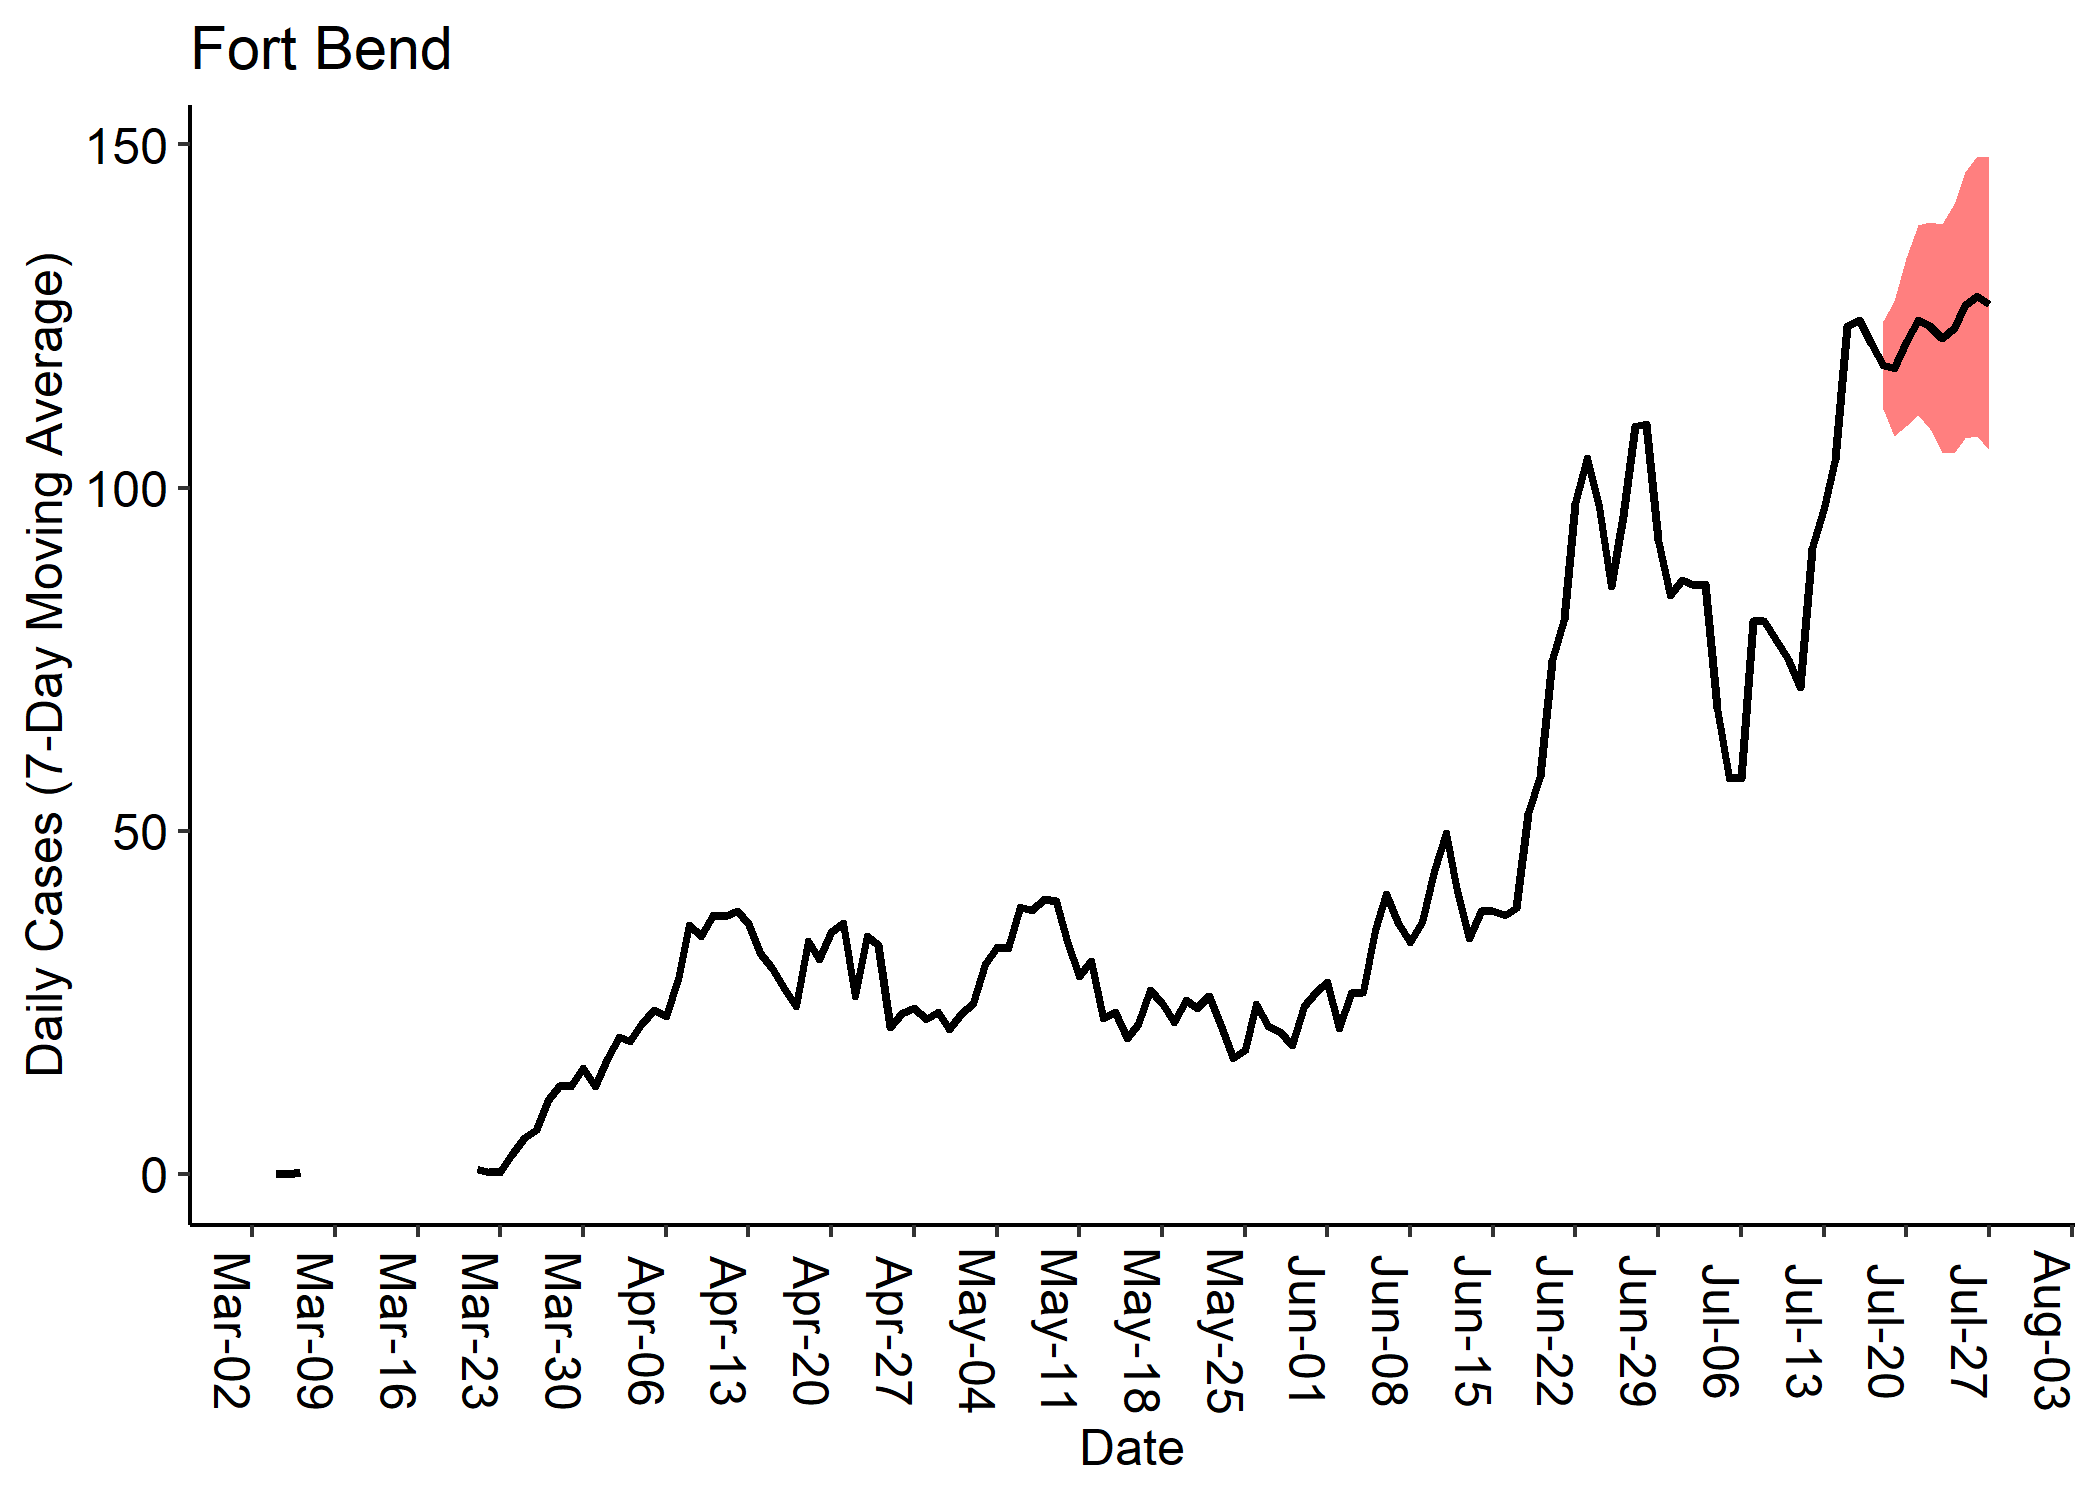 Fort Bend
Daily Cases (7-Day Moving Average)
150
100
50
0
Mar-02
Mar-09
Mar-16
Mar-23
Mar-30
Apr-06
Apr-13
Apr-20
Apr-27
May-04
May-11
May-18
May-25
Jun-01
Jun-08
Jun-15
Jun-22
Jun-29
Jul-06
Jul-13
Jul-20
Jul-27
Aug-03
Date